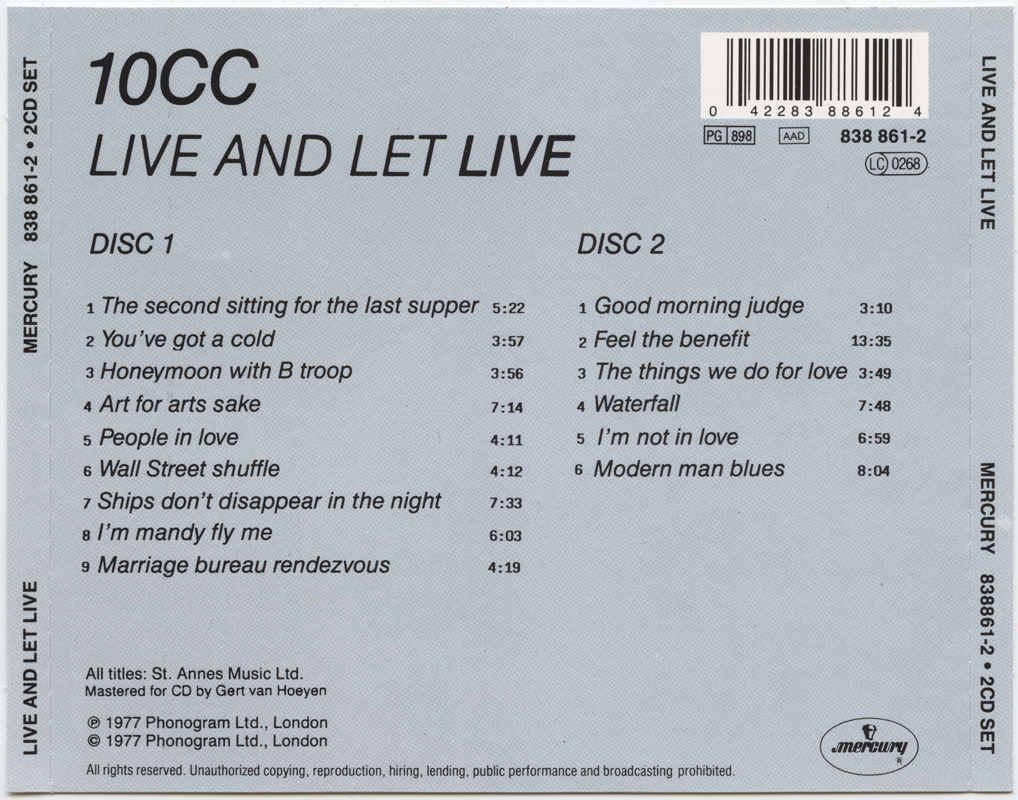 10CC
LIVE AND LET LIVE
0 42283 88612 4
PG 898 AAD 838 861-2
LC 0268
DISC 1
1 The second sitting for the last supper 5:22
2 You've got a cold 3:57
3 Honeymoon with B troop 3:56
4 Art for arts sake 7:14
5 People in love 4:11
6 Wall Street shuffle 4:12
7 Ships don't disappear in the night 7:33
8 I'm mandy fly me 6:03
9 Marriage bureau rendezvous 4:19
DISC 2
1 Good morning judge 3:10
2 Feel the benefit 13:35
3 The things we do for love 3:49
4 Waterfall 7:48
5 I'm not in love 6:59
6 Modern man blues 8:04
All titles: St. Annes Music Ltd.
Mastered for CD by Gert van Hoeyen
℗ 1977 Phonogram Ltd., London
© 1977 Phonogram Ltd., London
All rights reserved. Unauthorized copying, reproduction, hiring, lending, public performance and broadcasting prohibited.
mercury ®
LIVE AND LET LIVE MERCURY 838 861-2 • 2CD SET
LIVE AND LET LIVE MERCURY 838861-2 • 2CD SET